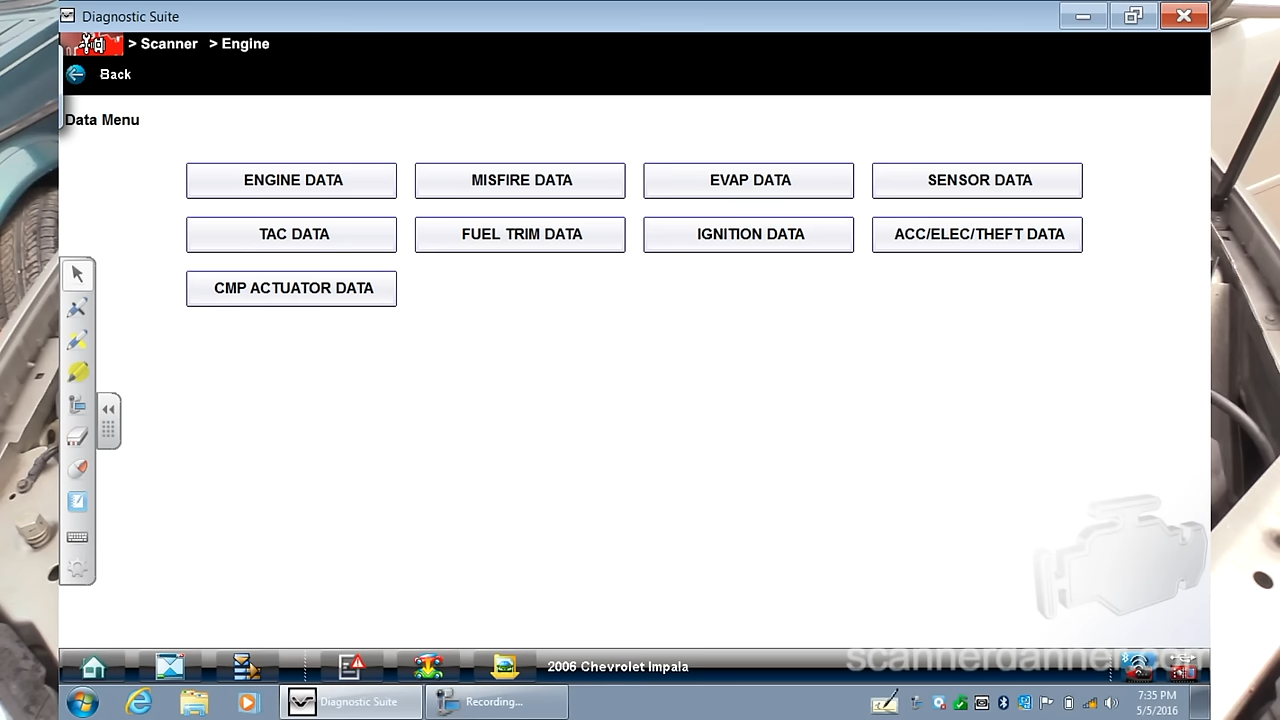 Diagnostic Suite
> Scanner > Engine
Back
Data Menu
ENGINE DATA MISFIRE DATA EVAP DATA SENSOR DATA
TAC DATA FUEL TRIM DATA IGNITION DATA ACC/ELEC/THEFT DATA
CMP ACTUATOR DATA
2006 Chevrolet Impala
scannerdanner.com
Diagnostic Suite
Recording...
7:35 PM
5/5/2016